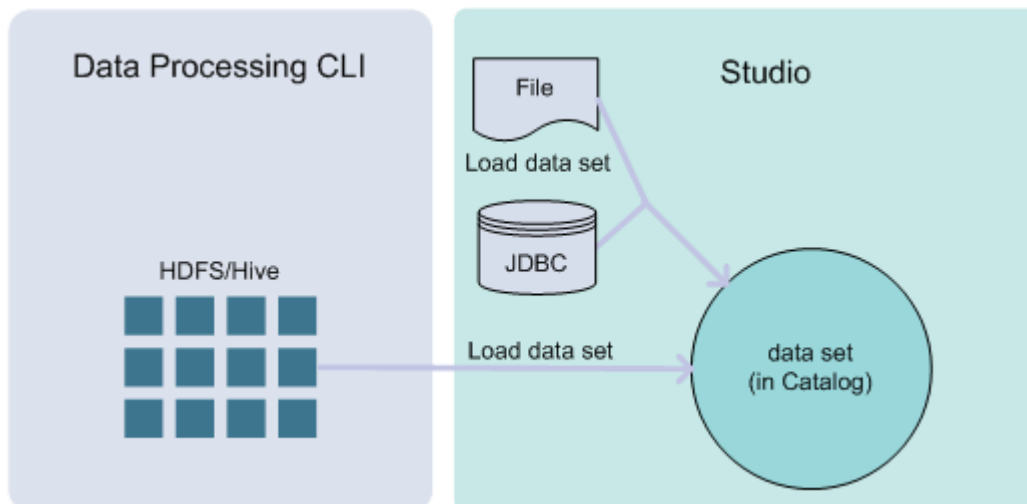 Data Processing CLI
Studio
File
Load data set
JDBC
HDFS/Hive
Load data set
data set
(in Catalog)